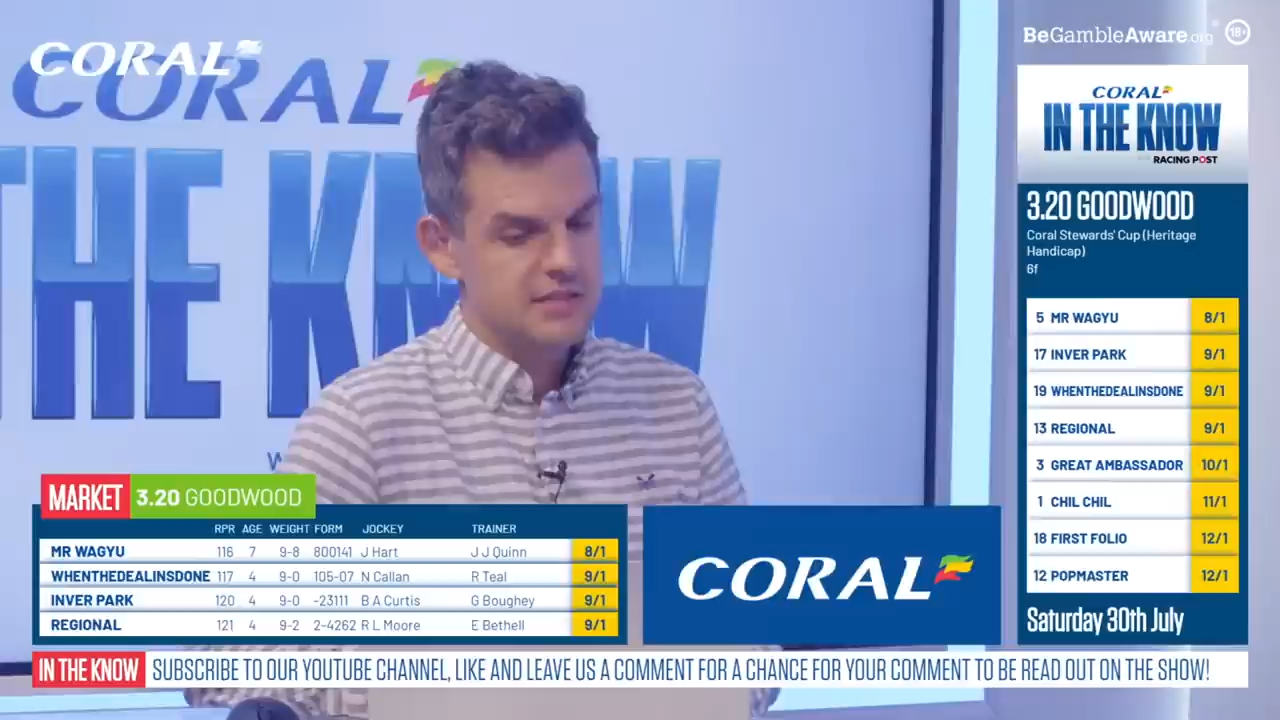 CORAL
CORAL
THE KNOW
W
BeGambleAware.org 18+
CORAL
IN THE KNOW
RACING POST
3.20 GOODWOOD
Coral Stewards' Cup (Heritage
Handicap)
6f
5 MR WAGYU 8/1
17 INVER PARK 9/1
19 WHENTHEDEALINSDONE 9/1
13 REGIONAL 9/1
3 GREAT AMBASSADOR 10/1
1 CHIL CHIL 11/1
18 FIRST FOLIO 12/1
12 POPMASTER 12/1
Saturday 30th July
MARKET 3.20 GOODWOOD
RPR AGE WEIGHT FORM JOCKEY TRAINER
MR WAGYU 116 7 9-8 800141 J Hart J J Quinn 8/1
WHENTHEDEALINSDONE 117 4 9-0 105-07 N Callan R Teal 9/1
INVER PARK 120 4 9-0 -23111 B A Curtis G Boughey 9/1
REGIONAL 121 4 9-2 2-4262 R L Moore E Bethell 9/1
CORAL
IN THE KNOW SUBSCRIBE TO OUR YOUTUBE CHANNEL, LIKE AND LEAVE US A COMMENT FOR A CHANCE FOR YOUR COMMENT TO BE READ OUT ON THE SHOW!